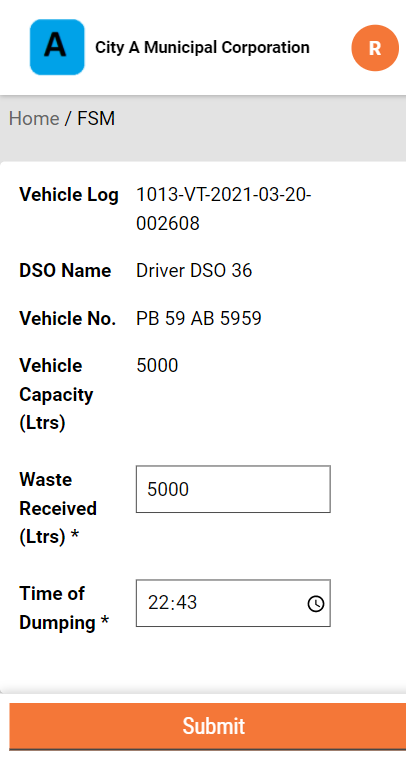 A
City A Municipal Corporation
R
Home / FSM
Vehicle Log 1013-VT-2021-03-20-
002608
DSO Name Driver DSO 36
Vehicle No. PB 59 AB 5959
Vehicle 5000
Capacity
(Ltrs)
Waste
Received
(Ltrs) *
5000
Time of
Dumping *
22:43
Submit